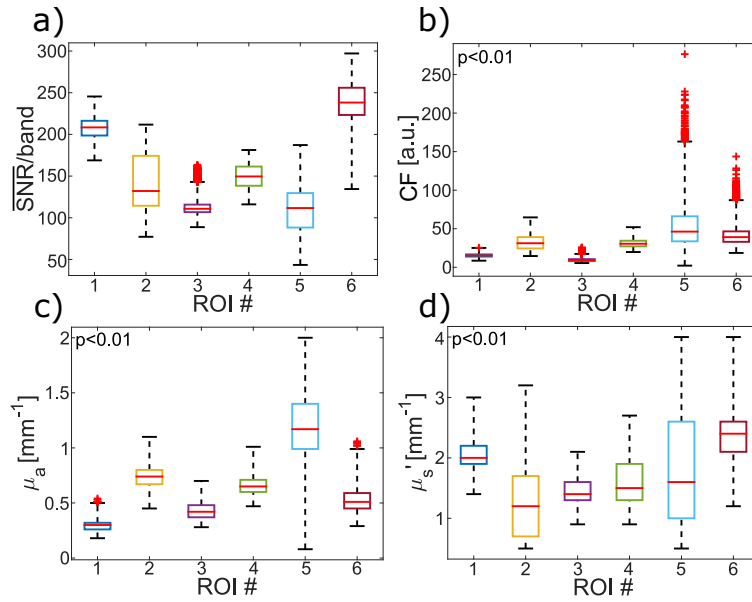 a)
300
250
200
150
100
50
SNR/band
1 2 3 4 5 6
ROI #
b)
p<0.01
250
200
150
100
50
0
CF [a.u.]
1 2 3 4 5 6
ROI #
c)
p<0.01
2
1.5
1
0.5
0
μa [mm⁻¹]
1 2 3 4 5 6
ROI #
d)
p<0.01
4
3
2
1
μs' [mm⁻¹]
1 2 3 4 5 6
ROI #